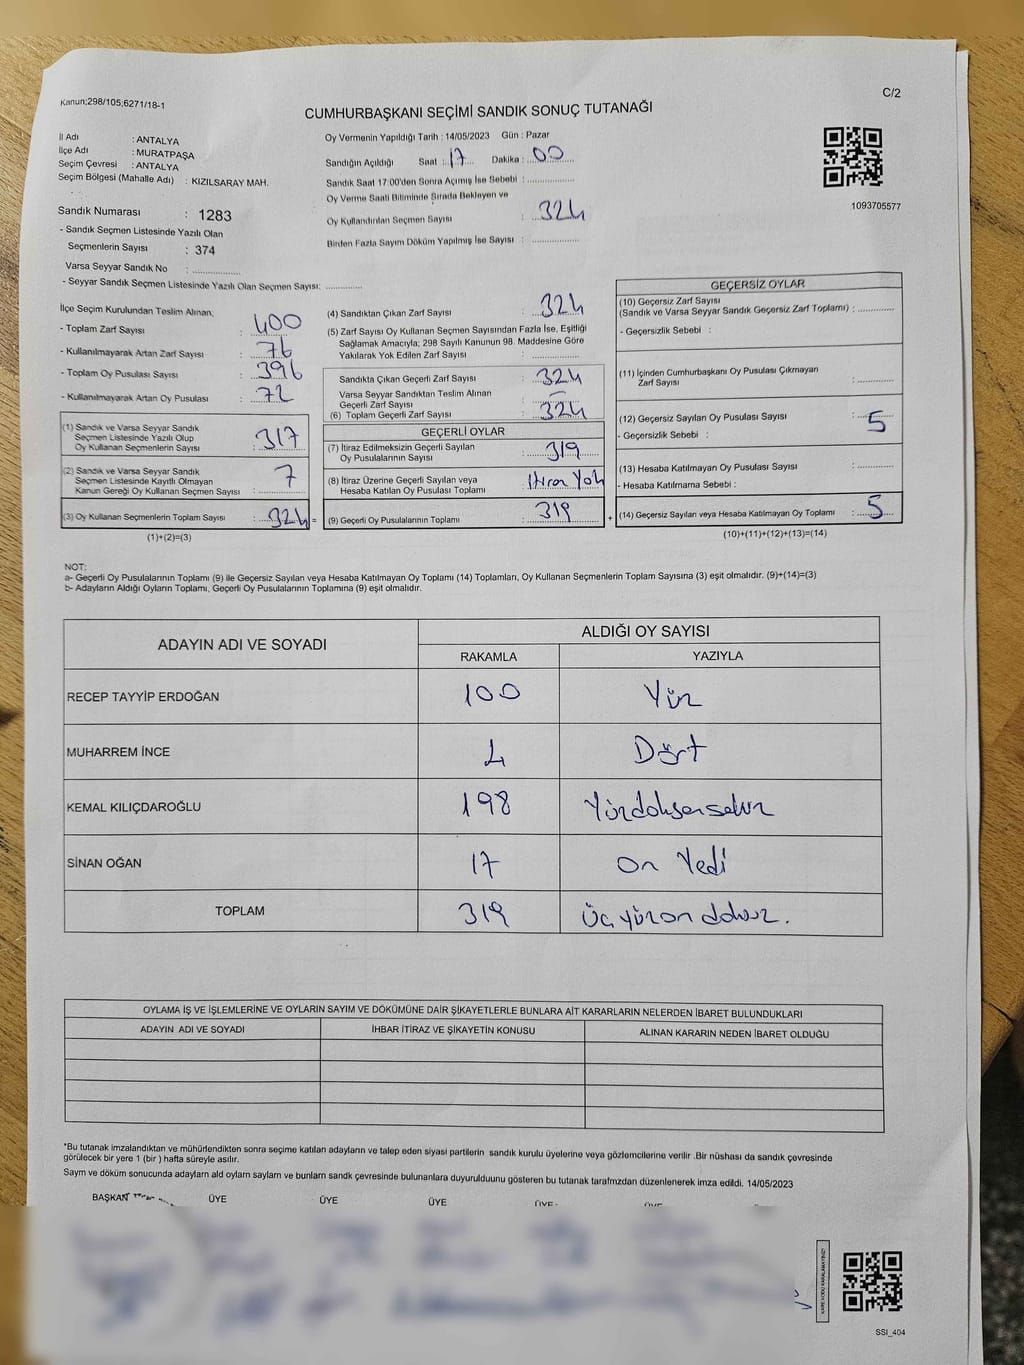 Kanun;298/105;6271/18-1
C/2
CUMHURBAŞKANI SEÇİMİ SANDIK SONUÇ TUTANAĞI
İl Adı : ANTALYA
İlçe Adı : MURATPAŞA
Seçim Çevresi : ANTALYA
Seçim Bölgesi (Mahalle Adı) : KIZILSARAY MAH.
Sandık Numarası : 1283
- Sandık Seçmen Listesinde Yazılı Olan
Seçmenlerin Sayısı : 374
Varsa Seyyar Sandık No : ..............
- Seyyar Sandık Seçmen Listesinde Yazılı Olan Seçmen Sayısı: ............
Oy Vermenin Yapıldığı Tarih : 14/05/2023 Gün : Pazar
Sandığın Açıldığı Saat : 17 Dakika : 00
Sandık Saat 17:00'den Sonra Açımış İse Sebebi : ..............
Oy Verme Saati Bitiminde Sırada Bekleyen ve
Oy Kullandırılan Seçmen Sayısı : 324
Birden Fazla Sayım Döküm Yapılmış İse Sayısı : ..............
1093705577
İlçe Seçim Kurulundan Teslim Alınan;
- Toplam Zarf Sayısı : 400
- Kullanılmayarak Artan Zarf Sayısı : 76
- Toplam Oy Pusulası Sayısı : 396
- Kullanılmayarak Artan Oy Pusulası : 72
(1) Sandık ve Varsa Seyyar Sandık
Seçmen Listesinde Yazılı Olup
Oy Kullanan Seçmenlerin Sayısı : 317
(2) Sandık ve Varsa Seyyar Sandık
Seçmen Listesinde Kayıtlı Olmayan
Kanun Gereği Oy Kullanan Seçmen Sayısı : 7
(3) Oy Kullanan Seçmenlerin Toplam Sayısı : 324 =
(1)+(2)=(3)
(4) Sandıktan Çıkan Zarf Sayısı : 324
(5) Zarf Sayısı Oy Kullanan Seçmen Sayısından Fazla İse, Eşitliği
Sağlamak Amacıyla; 298 Sayılı Kanunun 98. Maddesine Göre
Yakılarak Yok Edilen Zarf Sayısı : ..............
Sandıkta Çıkan Geçerli Zarf Sayısı : 324
Varsa Seyyar Sandıktan Teslim Alınan
Geçerli Zarf Sayısı : –
(6) Toplam Geçerli Zarf Sayısı : 324
GEÇERLİ OYLAR
(7) İtiraz Edilmeksizin Geçerli Sayılan
Oy Pusulalarının Sayısı : 319
(8) İtiraz Üzerine Geçerli Sayılan veya
Hesaba Katılan Oy Pusulası Toplamı : İtiraz Yok
(9) Geçerli Oy Pusulalarının Toplamı : 319 +
GEÇERSİZ OYLAR
(10) Geçersiz Zarf Sayısı
(Sandık ve Varsa Seyyar Sandık Geçersiz Zarf Toplamı) : ............
- Geçersizlik Sebebi :
(11) İçinden Cumhurbaşkanı Oy Pusulası Çıkmayan
Zarf Sayısı : ............
(12) Geçersiz Sayılan Oy Pusulası Sayısı : 5
- Geçersizlik Sebebi :
(13) Hesaba Katılmayan Oy Pusulası Sayısı : ............
- Hesaba Katılmama Sebebi :
(14) Geçersiz Sayılan veya Hesaba Katılmayan Oy Toplamı : 5
(10)+(11)+(12)+(13)=(14)
NOT:
a- Geçerli Oy Pusulalarının Toplamı (9) ile Geçersiz Sayılan veya Hesaba Katılmayan Oy Toplamı (14) Toplamları, Oy Kullanan Seçmenlerin Toplam Sayısına (3) eşit olmalıdır. (9)+(14)=(3)
b- Adayların Aldığı Oyların Toplamı, Geçerli Oy Pusulalarının Toplamına (9) eşit olmalıdır.
ADAYIN ADI VE SOYADI ALDIĞI OY SAYISI
RAKAMLA YAZIYLA
RECEP TAYYİP ERDOĞAN 100 Yüz
MUHARREM İNCE 4 Dört
KEMAL KILIÇDAROĞLU 198 Yüzdoksansekiz
SİNAN OĞAN 17 On Yedi
TOPLAM 319 Üç yüzon dokuz.
OYLAMA İŞ VE İŞLEMLERİNE VE OYLARIN SAYIM VE DÖKÜMÜNE DAİR ŞİKAYETLERLE BUNLARA AİT KARARLARIN NELERDEN İBARET BULUNDUKLARI
ADAYIN ADI VE SOYADI İHBAR İTİRAZ VE ŞİKAYETİN KONUSU ALINAN KARARIN NEDEN İBARET OLDUĞU
*Bu tutanak imzalandıktan ve mühürlendikten sonra seçime katılan adayların ve talep eden siyasi partilerin sandık kurulu üyelerine veya gözlemcilerine verilir .Bir nüshası da sandık çevresinde
görülecek bir yere 1 (bir ) hafta süreyle asılır.
Sayım ve döküm sonucunda adayların ald oyların sayların ve bunların sandık çevresinde bulunanlara duyurulduunu gösteren bu tutanak tarafmzdan düzenlenerek imza edildi. 14/05/2023
BAŞKAN ÜYE ÜYE ÜYE ÜYE ÜYE
KARE KODU KARALAMAYINIZ!
SSI_404